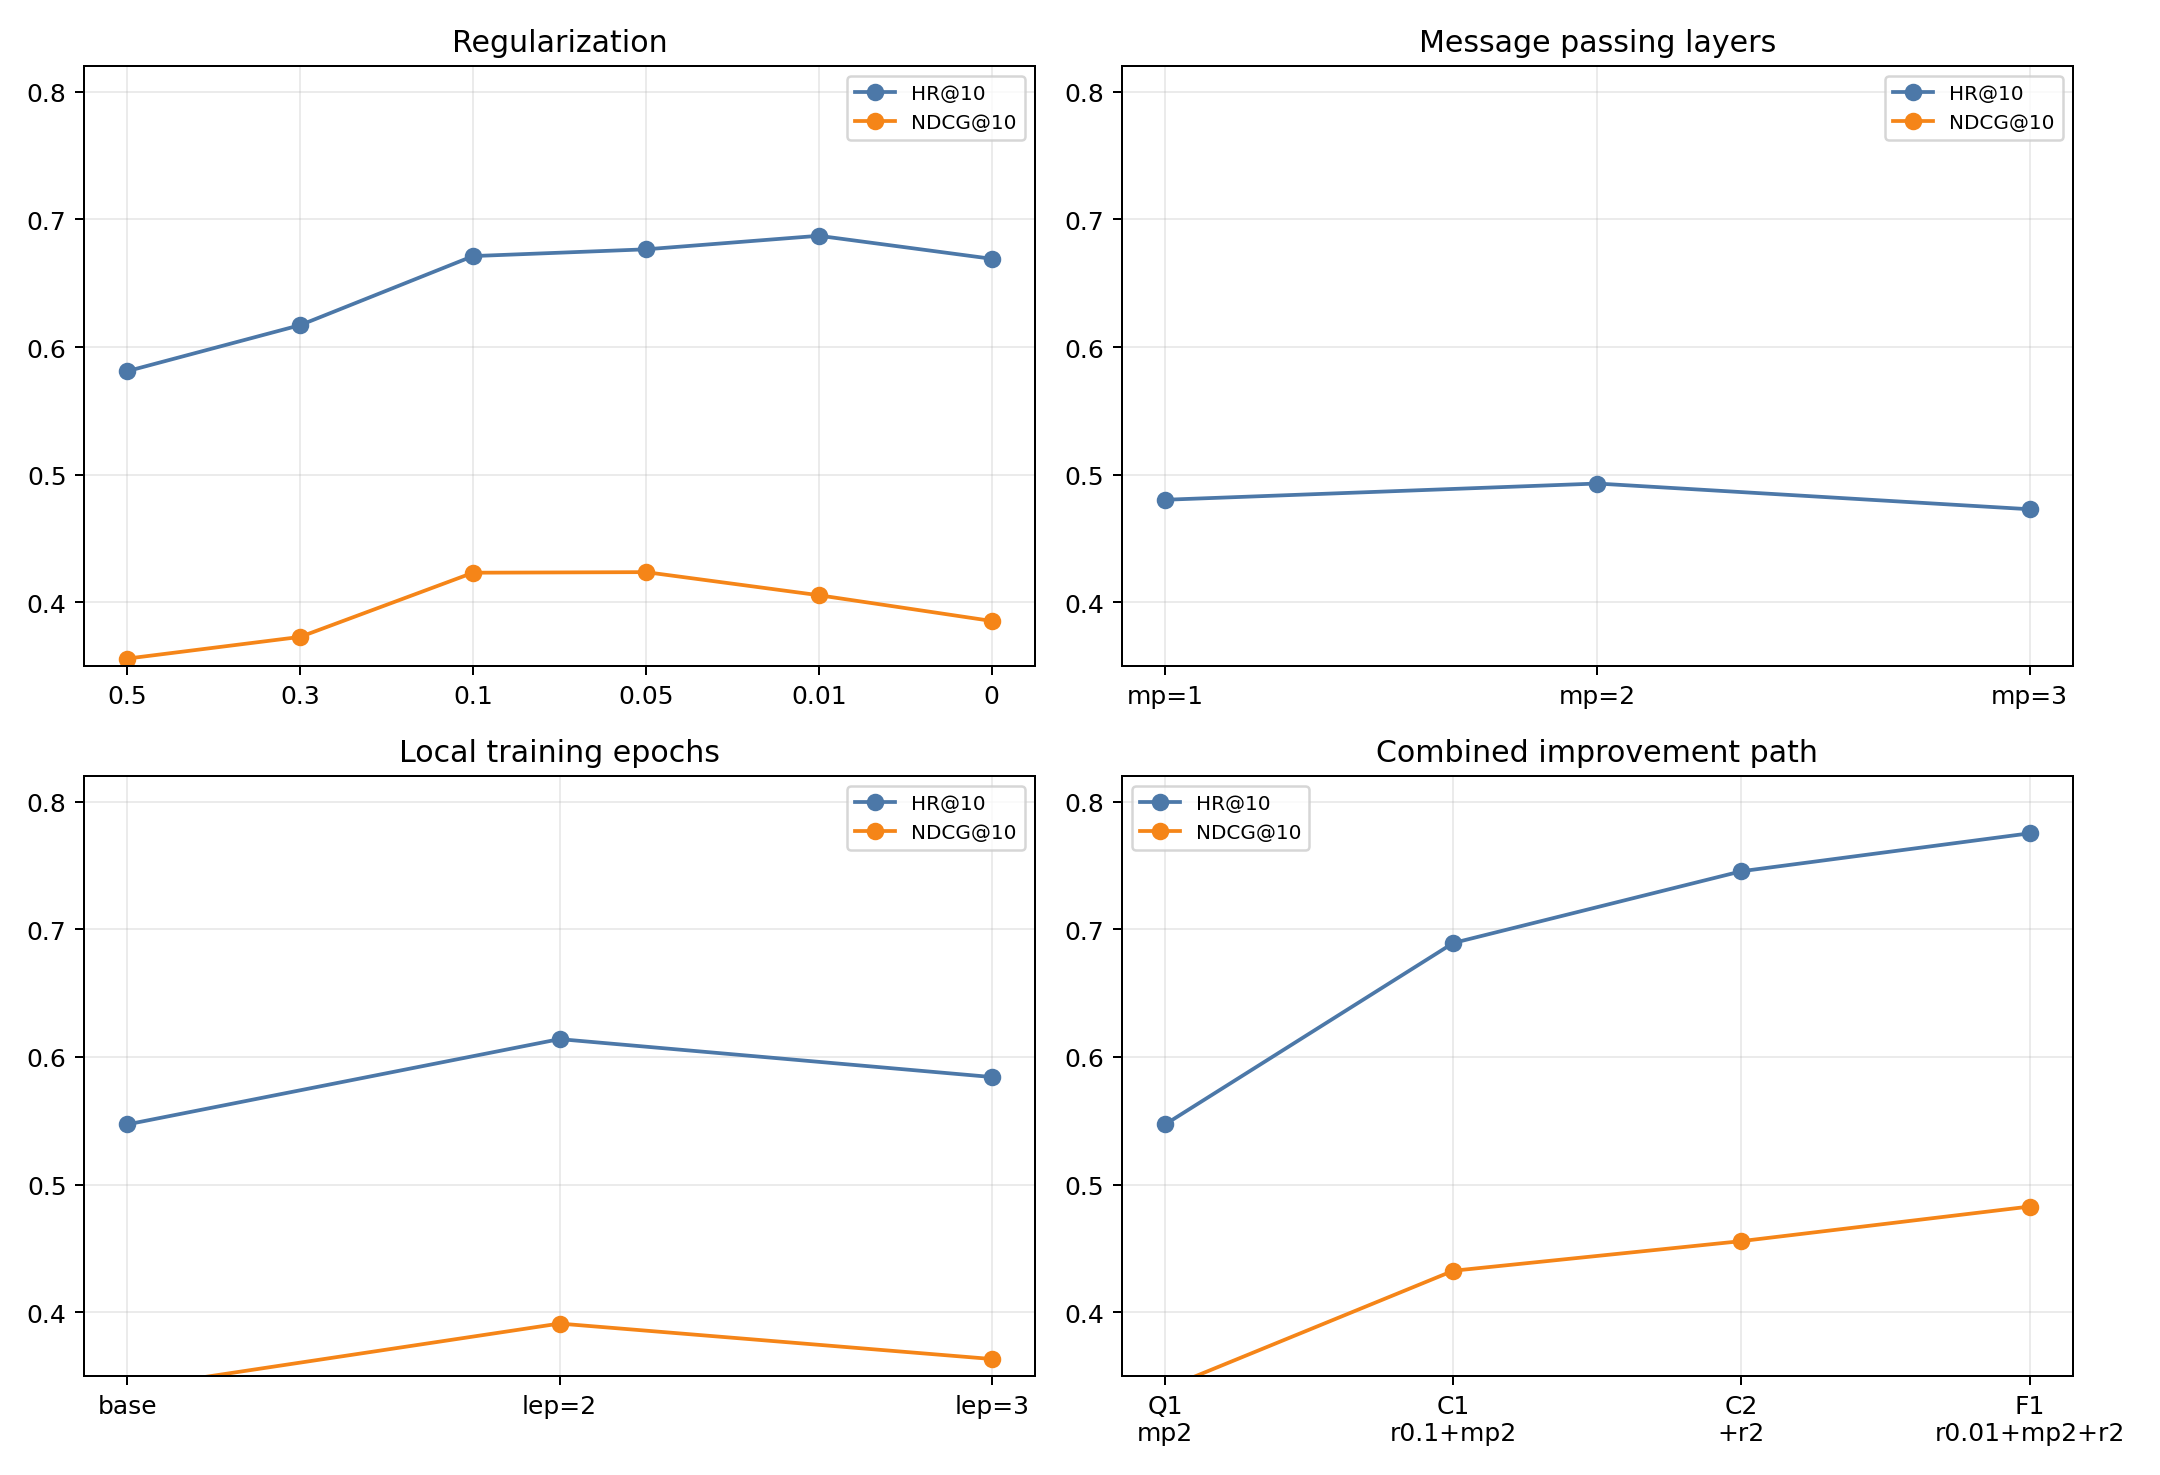 Regularization
0.8
0.7
0.6
0.5
0.4
HR@10
NDCG@10
0.5 0.3 0.1 0.05 0.01 0
Message passing layers
0.8
0.7
0.6
0.5
0.4
HR@10
NDCG@10
mp=1 mp=2 mp=3
Local training epochs
0.8
0.7
0.6
0.5
0.4
HR@10
NDCG@10
base lep=2 lep=3
Combined improvement path
0.8
0.7
0.6
0.5
0.4
HR@10
NDCG@10
Q1 C1 C2 F1
mp2 r0.1+mp2 +r2 r0.01+mp2+r2